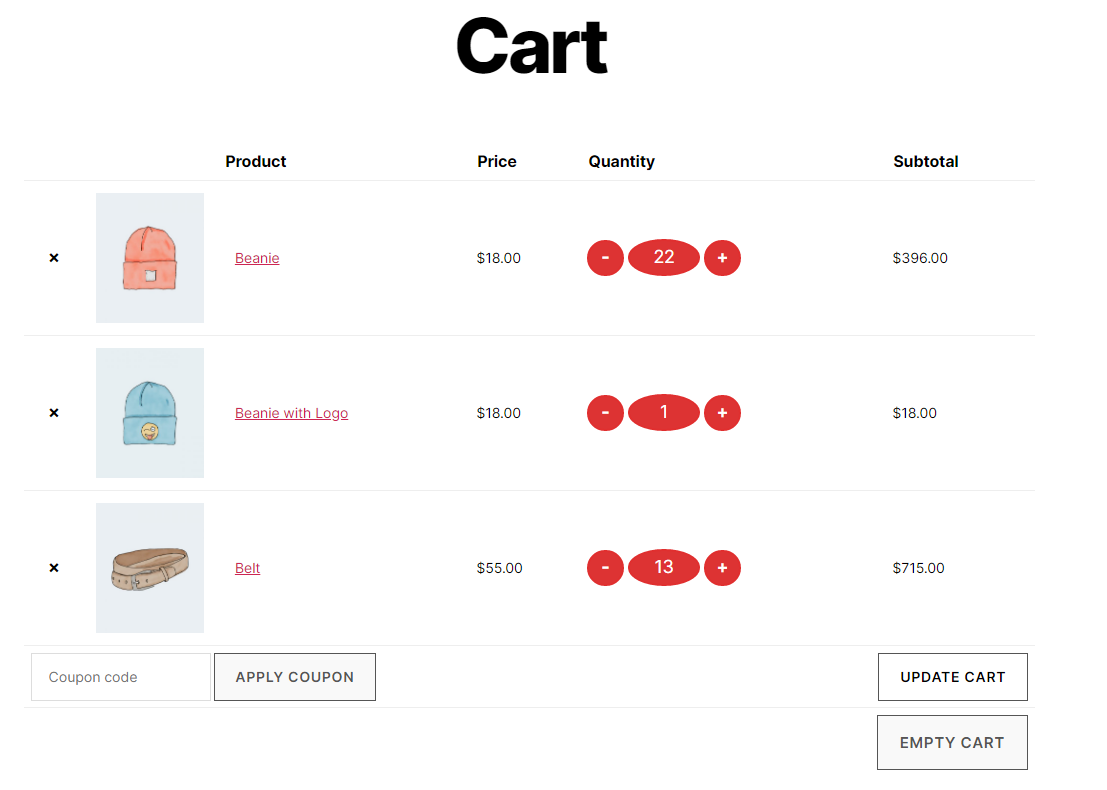 Cart
Product Price Quantity Subtotal
× Beanie $18.00 - 22 + $396.00
× Beanie with Logo $18.00 - 1 + $18.00
× Belt $55.00 - 13 + $715.00
Coupon code APPLY COUPON UPDATE CART
EMPTY CART